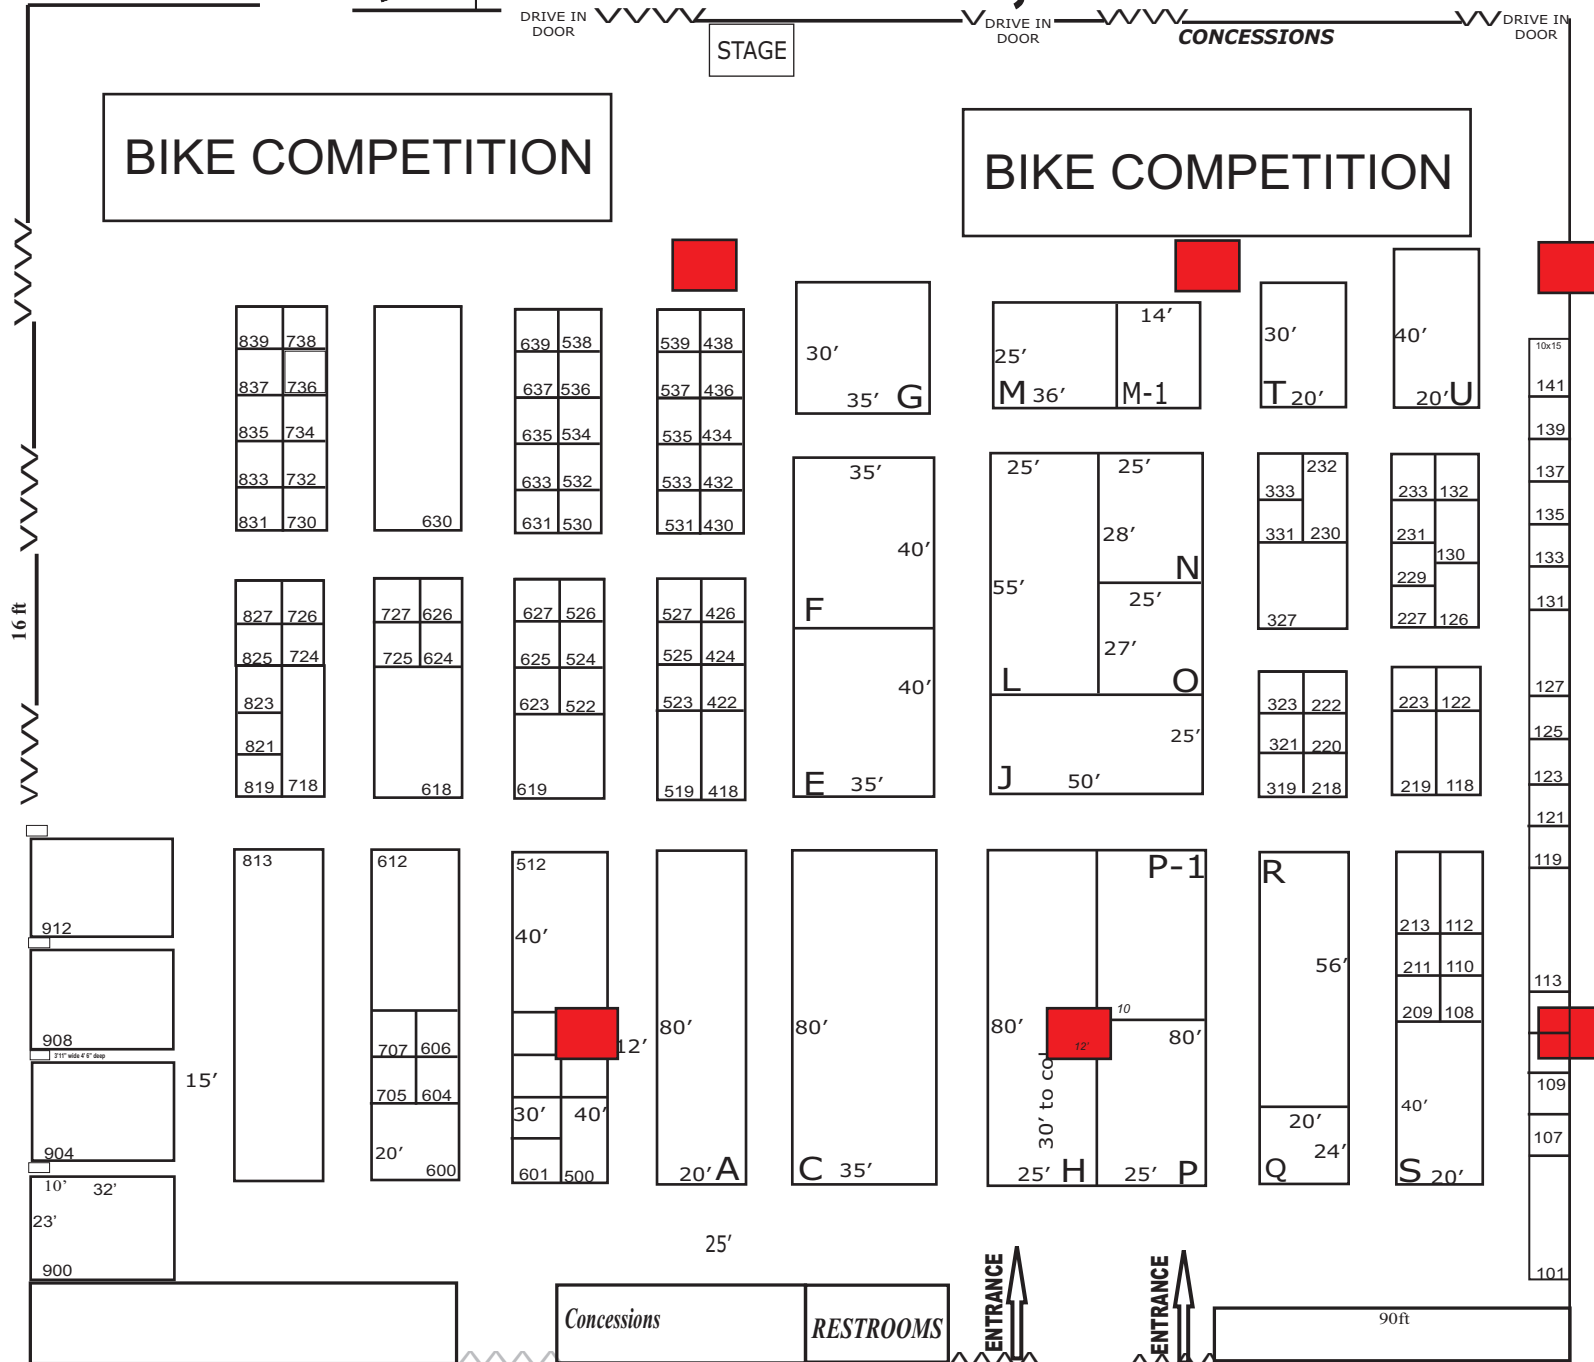 DRIVE IN
DOOR
STAGE
DRIVE IN
DOOR
CONCESSIONS
DRIVE IN
DOOR
BIKE COMPETITION
BIKE COMPETITION
839 738
837 736
835 734
833 732
831 730
630
639 538
637 536
635 534
633 532
631 530
539 438
537 436
535 434
533 432
531 430
30'
35' G
25'
M 36'
14'
M-1
30'
T 20'
40'
20' U
10x15
141
139
137
135
133
131
127
125
123
121
119
113
109
107
101
16 ft
827 726
825 724
823
821
819 718
727 626
725 624
618
627 526
625 524
623 522
619
527 426
525 424
523 422
519 418
35'
40'
F
40'
E 35'
25'
55'
L
25'
28'
N
25'
27'
O
25'
J 50'
232
333
331 230
327
233 132
231
130
229
227 126
323 222
321 220
319 218
223 122
219 118
912
908
3'11" wide 4' 6" deep
904
10' 32'
23'
900
15'
813
612
707 606
705 604
20'
600
512
40'
12'
30' 40'
601 500
80'
20' A
80'
C 35'
80'
30' to col
25' H
P-1
10
12'
80'
25' P
R
56'
20'
24'
Q
213 112
211 110
209 108
40'
S 20'
25'
ENTRANCE
ENTRANCE
Concessions
RESTROOMS
90ft